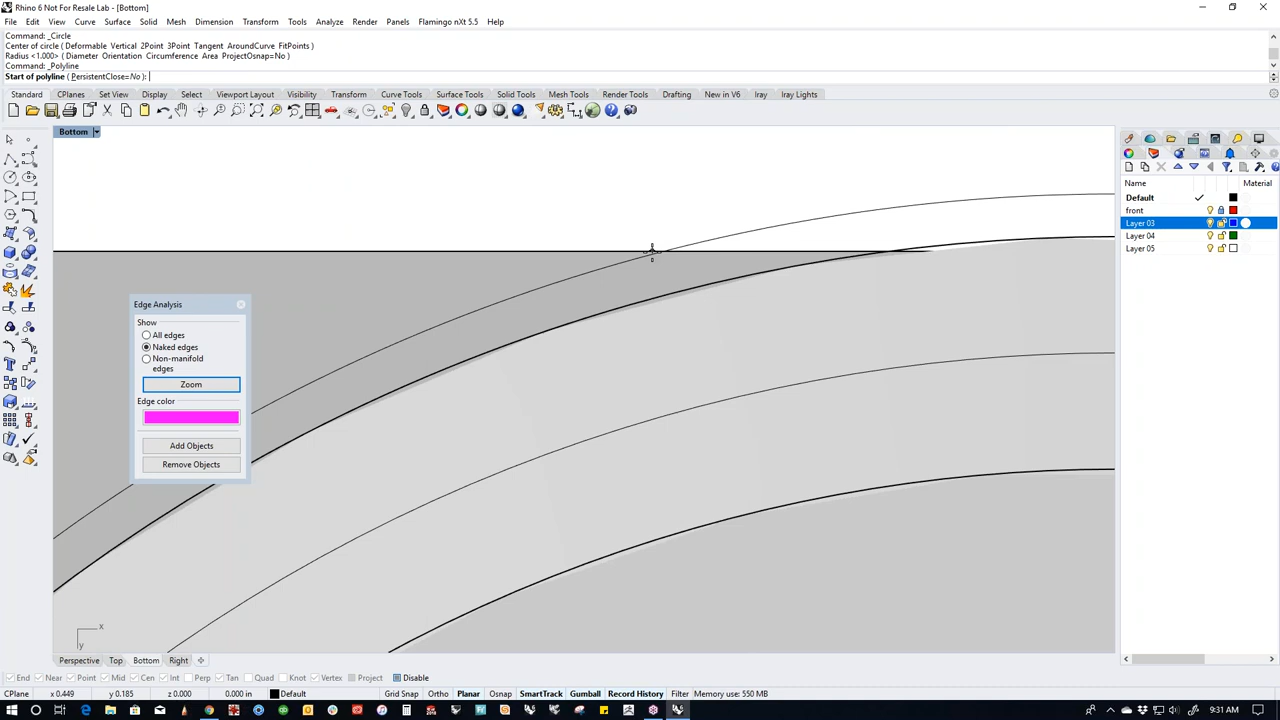 Rhino 6 Not For Resale Lab - [Bottom]
File Edit View Curve Surface Solid Mesh Dimension Transform Tools Analyze Render Panels Flamingo nXt 5.5 Help
Command: _Circle
Center of circle ( Deformable Vertical 2Point 3Point Tangent AroundCurve FitPoints )
Radius <1.000> ( Diameter Orientation Circumference Area ProjectOsnap=No )
Command: _Polyline
Start of polyline ( PersistentClose=No ):
Standard CPlanes Set View Display Select Viewport Layout Visibility Transform Curve Tools Surface Tools Solid Tools Mesh Tools Render Tools Drafting New in V6 Iray Iray Lights
Bottom
Name Material
Default
front
Layer 03
Layer 04
Layer 05
Edge Analysis
Show
All edges
Naked edges
Non-manifold
edges
Zoom
Edge color
Add Objects
Remove Objects
x
y
Perspective Top Bottom Right
End Near Point Mid Cen Int Perp Tan Quad Knot Vertex Project Disable
CPlane x 0.449 y 0.185 z 0.000 0.000 in Default Grid Snap Ortho Planar Osnap SmartTrack Gumball Record History Filter Memory use: 550 MB
9:31 AM